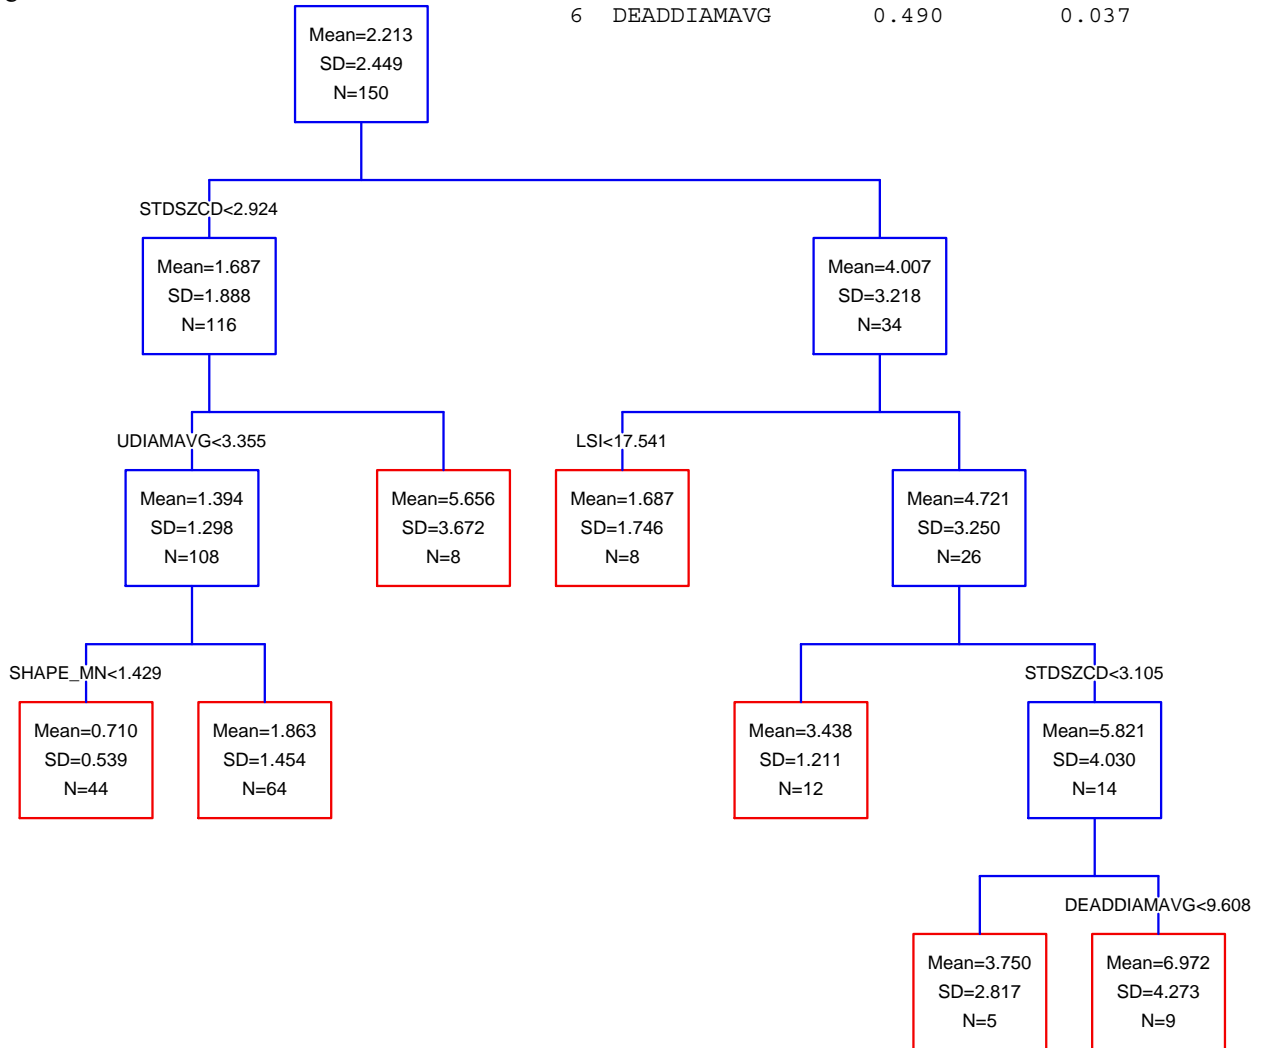 6 DEADDIAMAVG 0.490 0.037
Mean=2.213
SD=2.449
N=150
STDSZCD<2.924
Mean=1.687
SD=1.888
N=116
Mean=4.007
SD=3.218
N=34
UDIAMAVG<3.355
LSI<17.541
Mean=1.394
SD=1.298
N=108
Mean=5.656
SD=3.672
N=8
Mean=1.687
SD=1.746
N=8
Mean=4.721
SD=3.250
N=26
SHAPE_MN<1.429
STDSZCD<3.105
Mean=0.710
SD=0.539
N=44
Mean=1.863
SD=1.454
N=64
Mean=3.438
SD=1.211
N=12
Mean=5.821
SD=4.030
N=14
DEADDIAMAVG<9.608
Mean=3.750
SD=2.817
N=5
Mean=6.972
SD=4.273
N=9